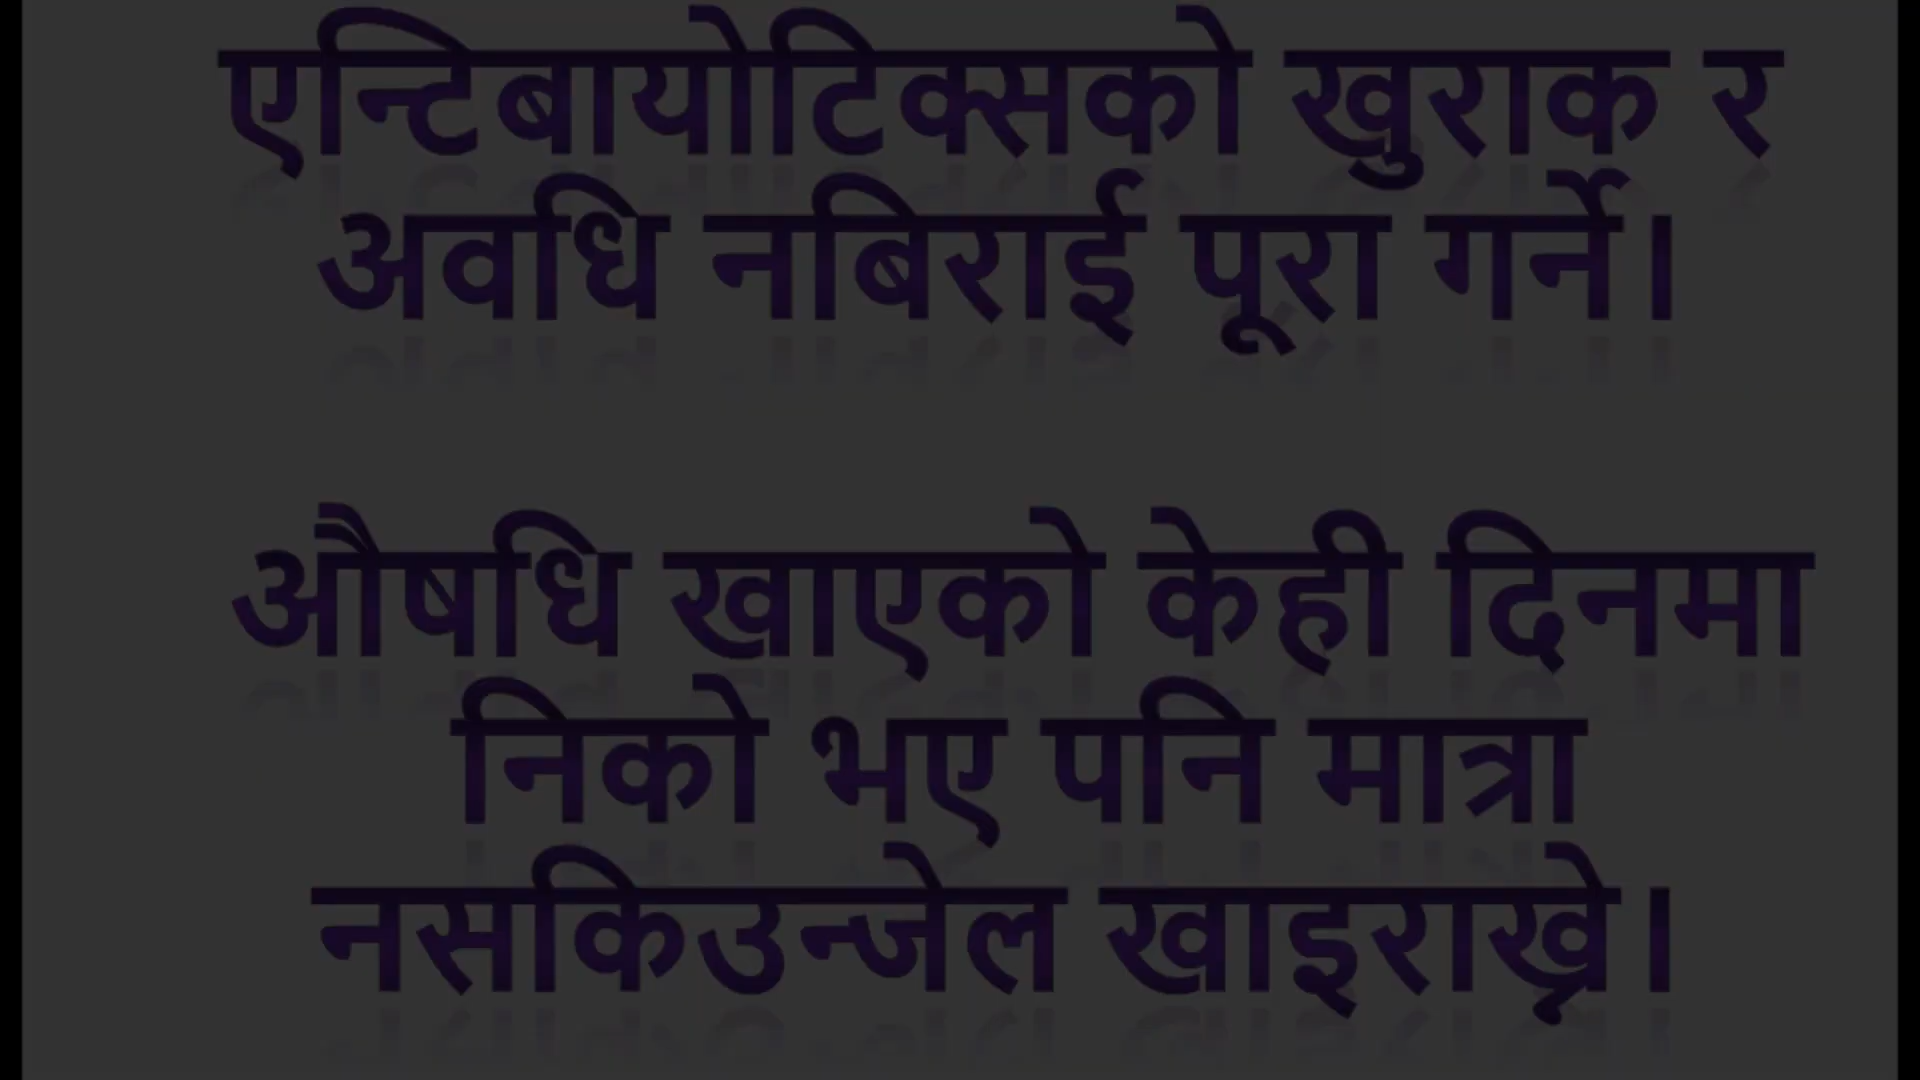 एन्टिबायोटिक्सको खुराक र
अवधि नबिराई पूरा गर्ने।
औषधि खाएको केही दिनमा
निको भए पनि मात्रा
नसकिउन्जेल खाइराख्ने।